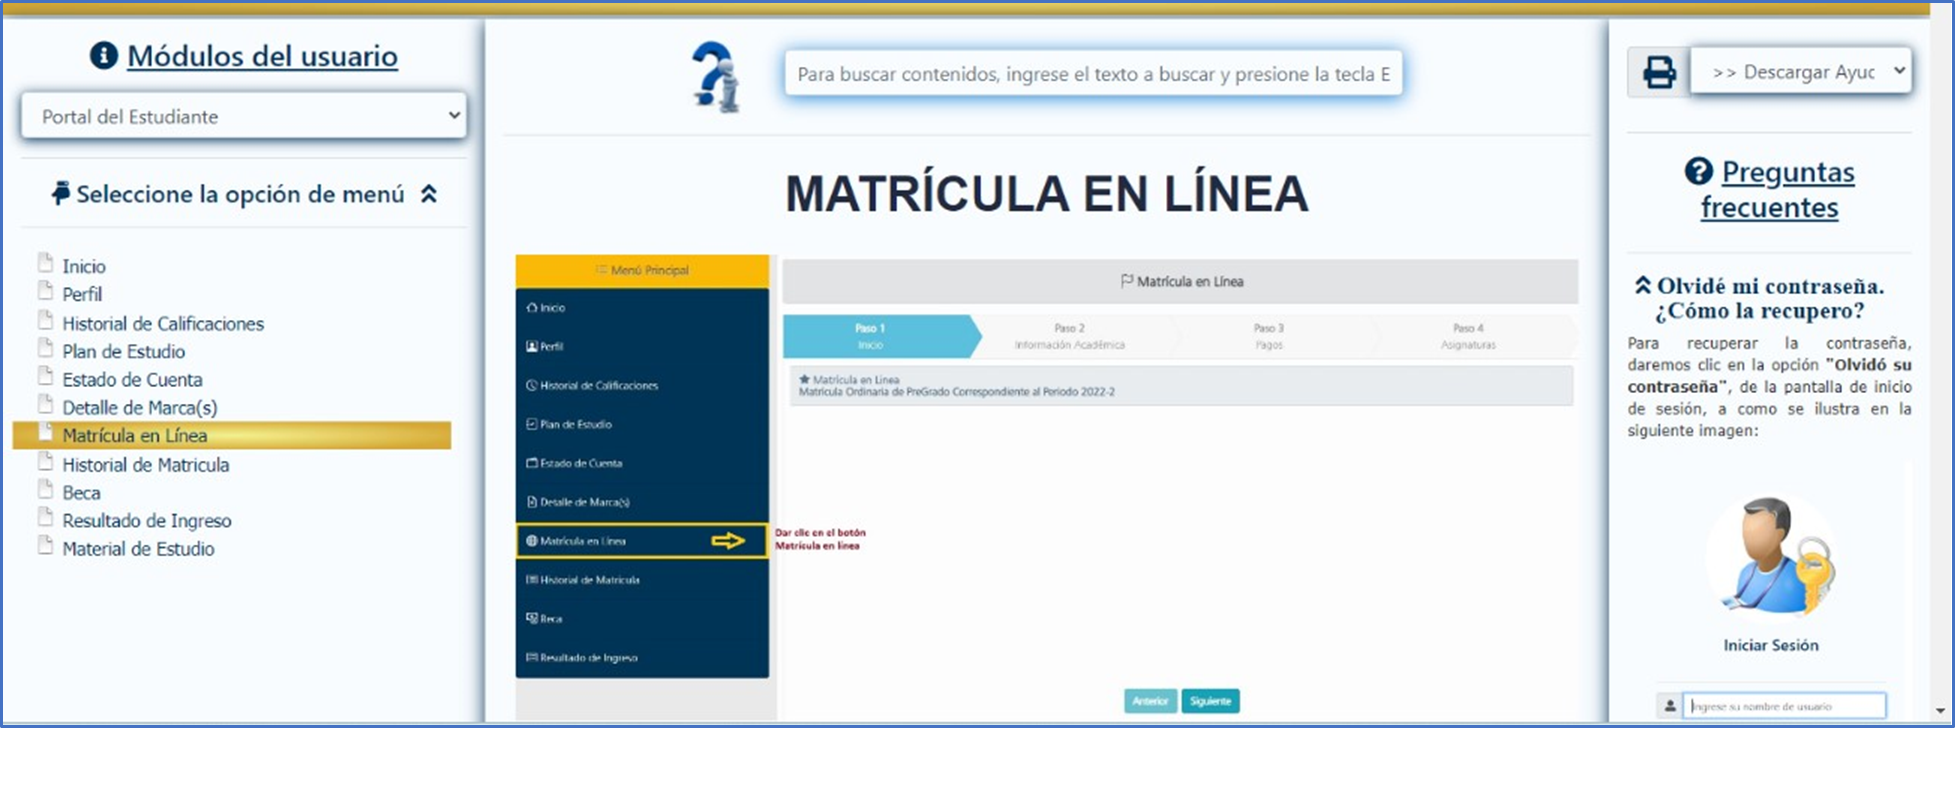 Módulos del usuario
Portal del Estudiante
Seleccione la opción de menú
Inicio
Perfil
Historial de Calificaciones
Plan de Estudio
Estado de Cuenta
Detalle de Marca(s)
Matrícula en Línea
Historial de Matricula
Beca
Resultado de Ingreso
Material de Estudio
Para buscar contenidos, ingrese el texto a buscar y presione la tecla E
MATRÍCULA EN LÍNEA
Menú Principal
Inicio
Perfil
Historial de Calificaciones
Plan de Estudio
Estado de Cuenta
Detalle de Marca(s)
Matrícula en Línea
Historial de Matrícula
Beca
Resultado de Ingreso
Dar clic en el botón
Matrícula en línea
Matrícula en Línea
Paso 1
Inicio
Paso 2
Información Académica
Paso 3
Pagos
Paso 4
Asignaturas
Matrícula en Línea
Matrícula Ordinaria de PreGrado Correspondiente al Periodo 2022-2
Anterior
Siguiente
>> Descargar Ayuc
Preguntas
frecuentes
Olvidé mi contraseña.
¿Cómo la recupero?
Para recuperar la contraseña,
daremos clic en la opción "Olvidó su
contraseña", de la pantalla de inicio
de sesión, a como se ilustra en la
siguiente imagen:
Iniciar Sesión
Ingrese su nombre de usuario